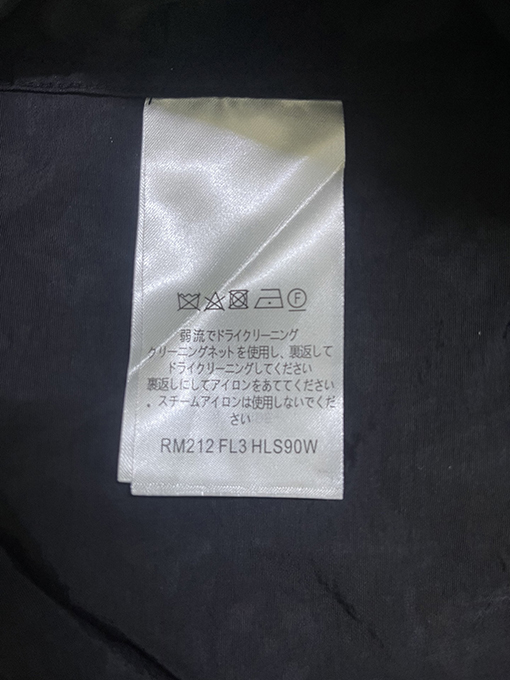 F
弱流でドライクリーニング
クリーニングネットを使用し、裏返して
ドライクリーニングしてください
裏返しにしてアイロンをあててください
。スチームアイロンは使用しないでくだ
さい
RM212 FL3 HLS90W